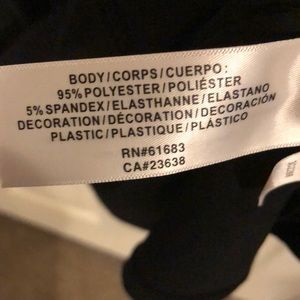 BODY/CORPS/CUERPO:
95% POLYESTER/POLIÉSTER
5% SPANDEX/ELASTHANNE/ELASTANO
DECORATION/DÉCORATION/DECORACIÓN
PLASTIC/PLASTIQUE/PLÁSTICO
RN#61683
CA#23638